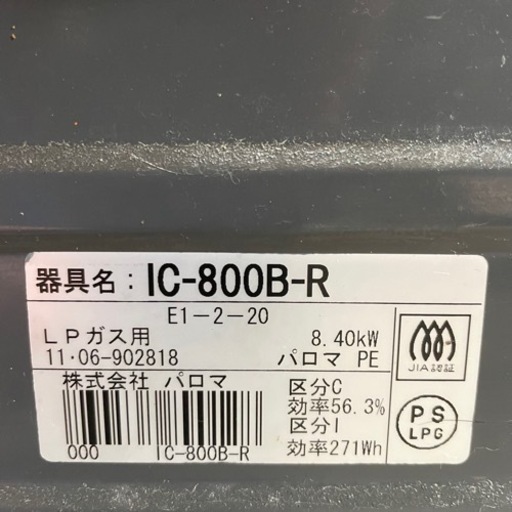 器具名：IC-800B-R
E1-2-20
LPガス用 8.40kW
11・06-902818 パロマ PE
JIA認証
株式会社 パロマ 区分C
効率56.3%
区分I
000 IC-800B-R 効率271Wh
PS
LPG